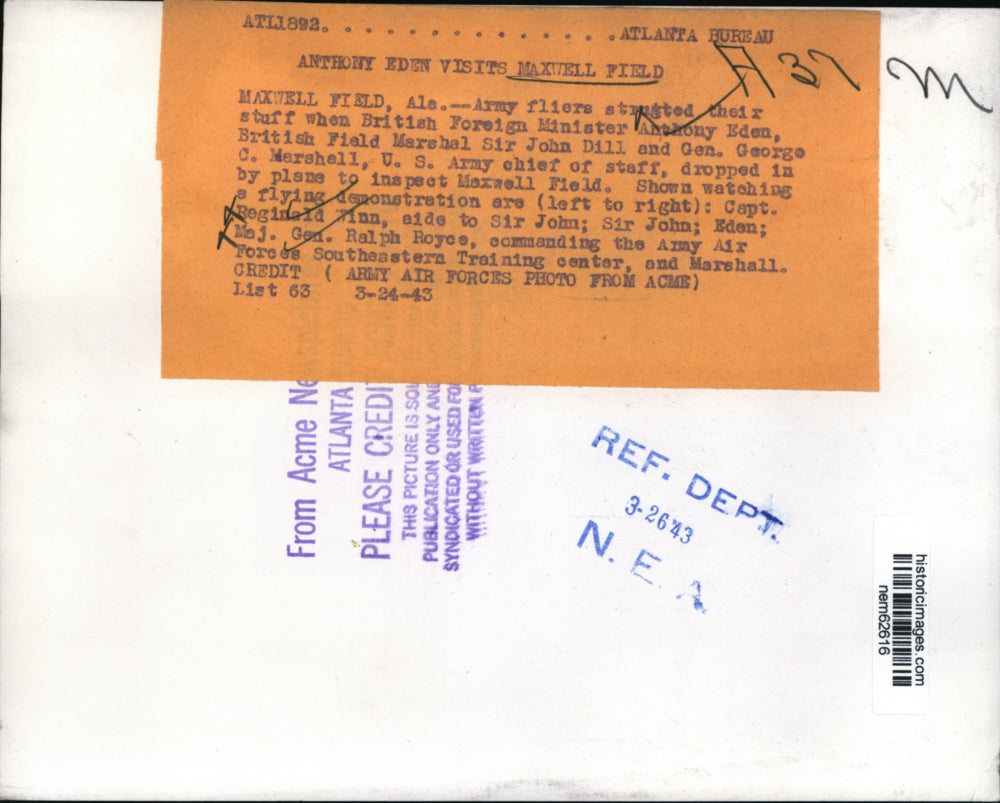 ATL1892. . . . . . . . . . . . . . . ATLANTA BUREAU
ANTHONY EDEN VISITS MAXWELL FIELD
A 37 M
MAXWELL FIELD, Ala.--Army fliers strutted their
stuff when British Foreign Minister Anthony Eden,
British Field Marshal Sir John Dill and Gen. George
C. Marshall, U. S. Army chief of staff, dropped in
by plane to inspect Maxwell Field. Shown watching
a flying demonstration are (left to right): Capt.
Reginald Winn, aide to Sir John; Sir John; Eden;
Maj. Gen. Ralph Royce, commanding the Army Air
Forces Southeastern Training center, and Marshall.
CREDIT ( ARMY AIR FORCES PHOTO FROM ACME)
List 63 3-24-43
From Acme
ATLANTA
PLEASE CREDI
THIS PICTURE IS
PUBLICATION ONLY AN
SYNDICATED OR USED FO
WITHOUT WRITTEN
REF. DEPT.
3-26 43
N. E. A
historicimages.com
nem62616